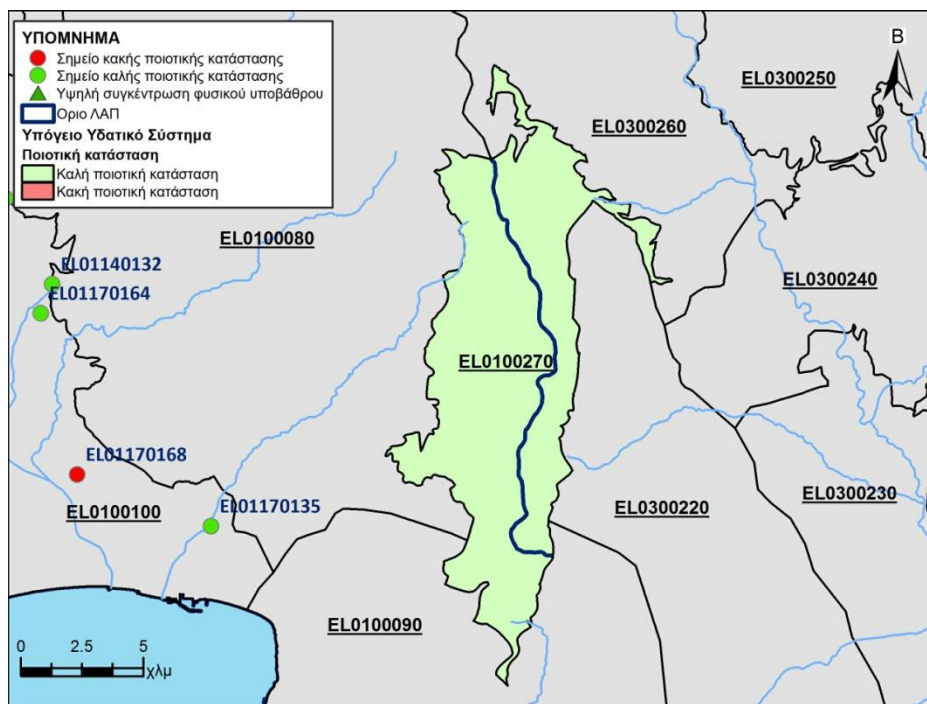 ΥΠΟΜΝΗΜΑ
Σημείο κακής ποιοτικής κατάστασης
Σημείο καλής ποιοτικής κατάστασης
Υψηλή συγκέντρωση φυσικού υποβάθρου
Οριο ΛΑΠ
Υπόγειο Υδατικό Σύστημα
Ποιοτική κατάσταση
Καλή ποιοτική κατάσταση
Κακή ποιοτική κατάσταση
Β
EL0300250
EL0300260
EL0100080
EL01140132
EL01170164
EL0300240
EL0100270
EL01170168
EL0100100
EL01170135
EL0300220
EL0300230
EL0100090
0 2.5 5
χλμ